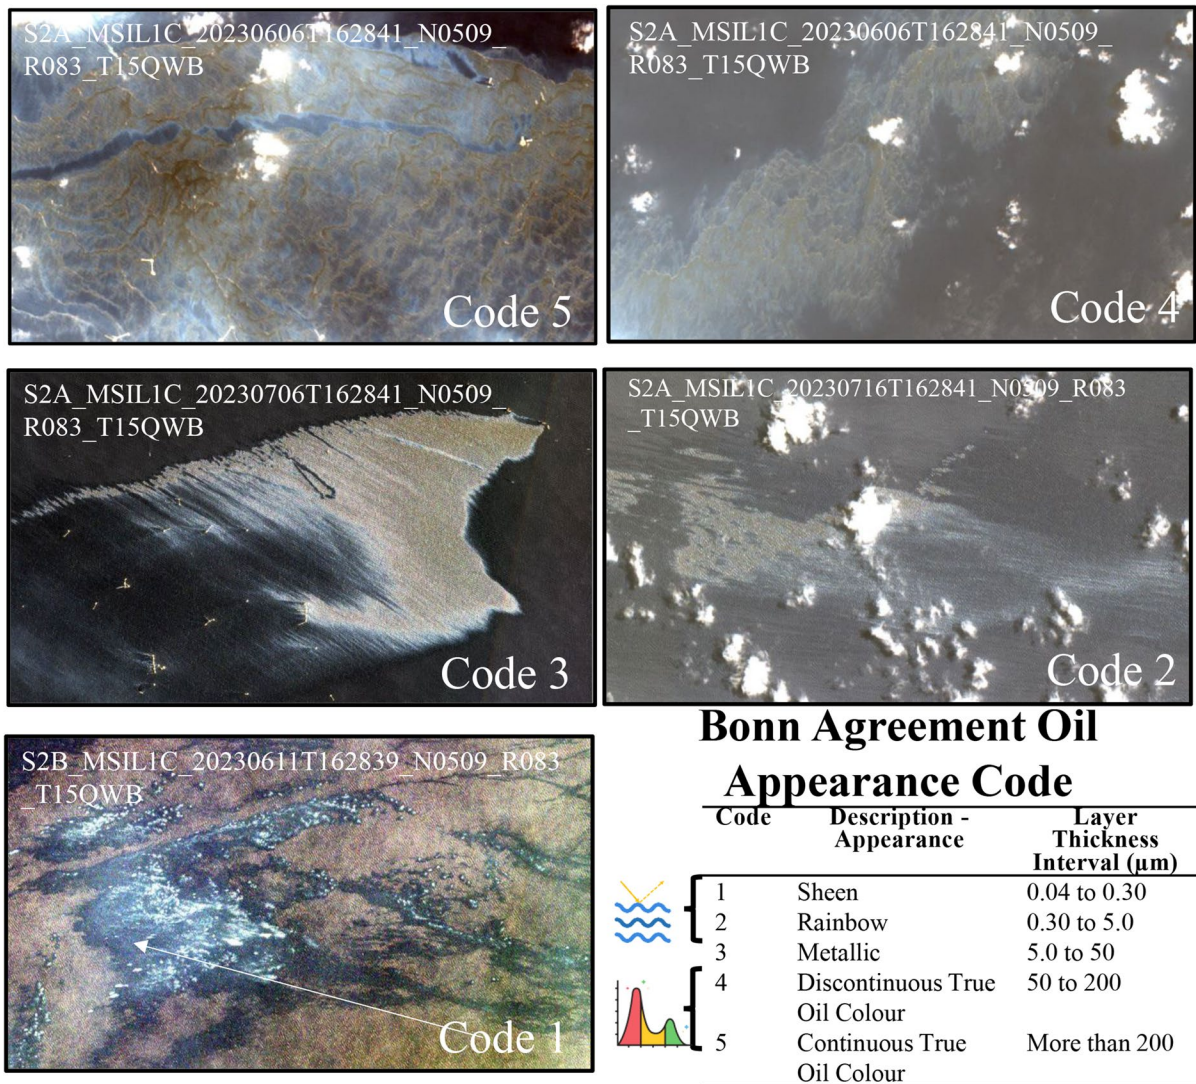 S2A_MSIL1C_20230606T162841_N0509_
R083_T15QWB
Code 5
S2A_MSIL1C_20230606T162841_N0509_
R083_T15QWB
Code 4
S2A_MSIL1C_20230706T162841_N0509_
R083_T15QWB
Code 3
S2A_MSIL1C_20230716T162841_N0509_R083
_T15QWB
Code 2
S2B_MSIL1C_20230611T162839_N0509_R083
_T15QWB
Code 1
Bonn Agreement Oil
Appearance Code
Code Description - Layer
Appearance Thickness
Interval (µm)
1 Sheen 0.04 to 0.30
2 Rainbow 0.30 to 5.0
3 Metallic 5.0 to 50
4 Discontinuous True 50 to 200
Oil Colour
5 Continuous True More than 200
Oil Colour